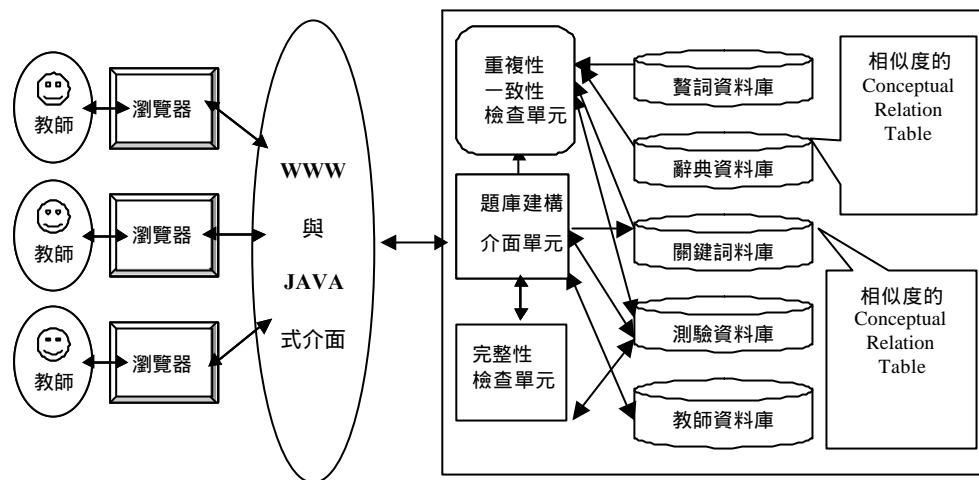 教師
瀏覽器
教師
瀏覽器
教師
瀏覽器
WWW
與
JAVA
式介面
重複性
一致性
檢查單元
題庫建構
介面單元
完整性
檢查單元
贅詞資料庫
辭典資料庫
關鍵詞料庫
測驗資料庫
教師資料庫
相似度的
Conceptual
Relation
Table
相似度的
Conceptual
Relation
Table